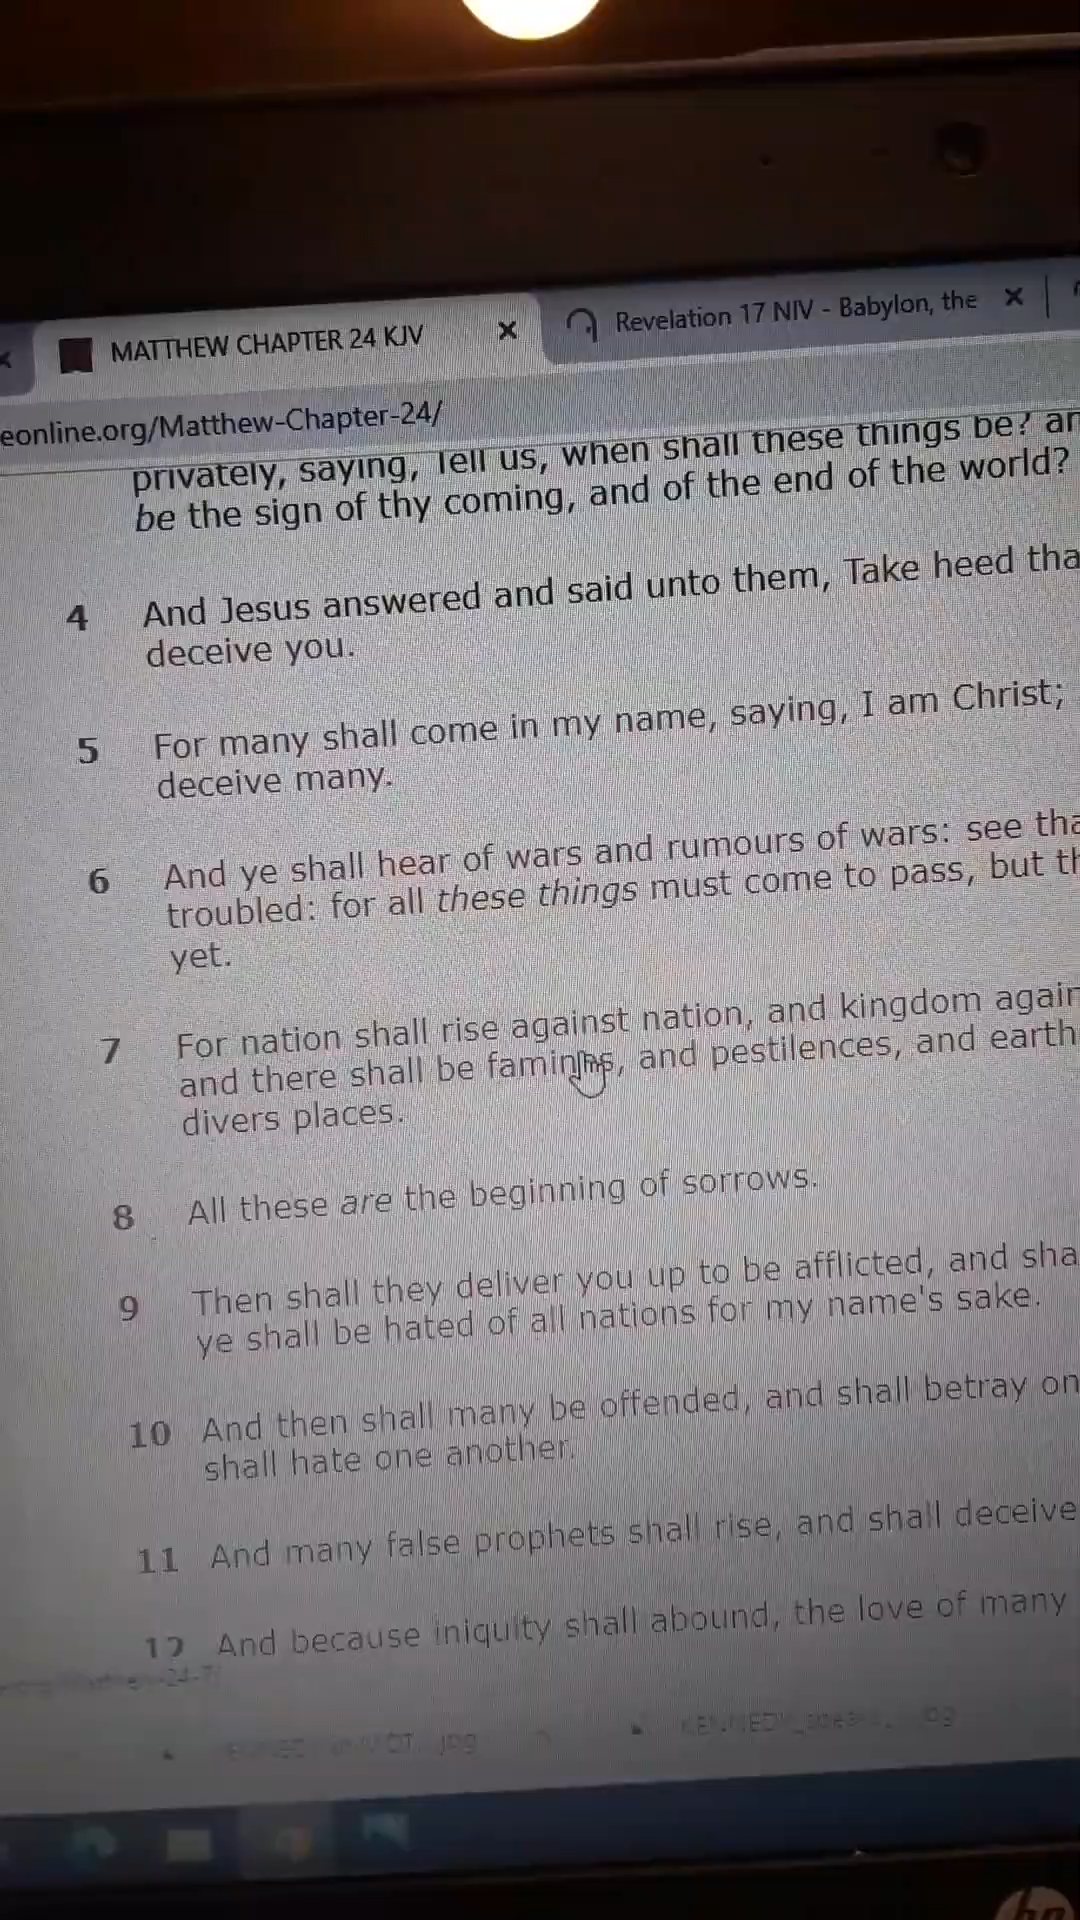 MATTHEW CHAPTER 24 KJV
Revelation 17 NIV - Babylon, the
eonline.org/Matthew-Chapter-24/
privately, saying, Tell us, when shall these things be?
be the sign of thy coming, and of the end of the world?
4 And Jesus answered and said unto them, Take heed tha
deceive you.
5 For many shall come in my name, saying, I am Christ;
deceive many.
6 And ye shall hear of wars and rumours of wars: see tha
troubled: for all these things must come to pass, but th
yet.
7 For nation shall rise against nation, and kingdom again
and there shall be famines, and pestilences, and earth
divers places.
8 All these are the beginning of sorrows.
9 Then shall they deliver you up to be afflicted, and sha
ye shall be hated of all nations for my name's sake.
10 And then shall many be offended, and shall betray on
shall hate one another.
11 And many false prophets shall rise, and shall deceive
12 And because iniquity shall abound, the love of many
hp